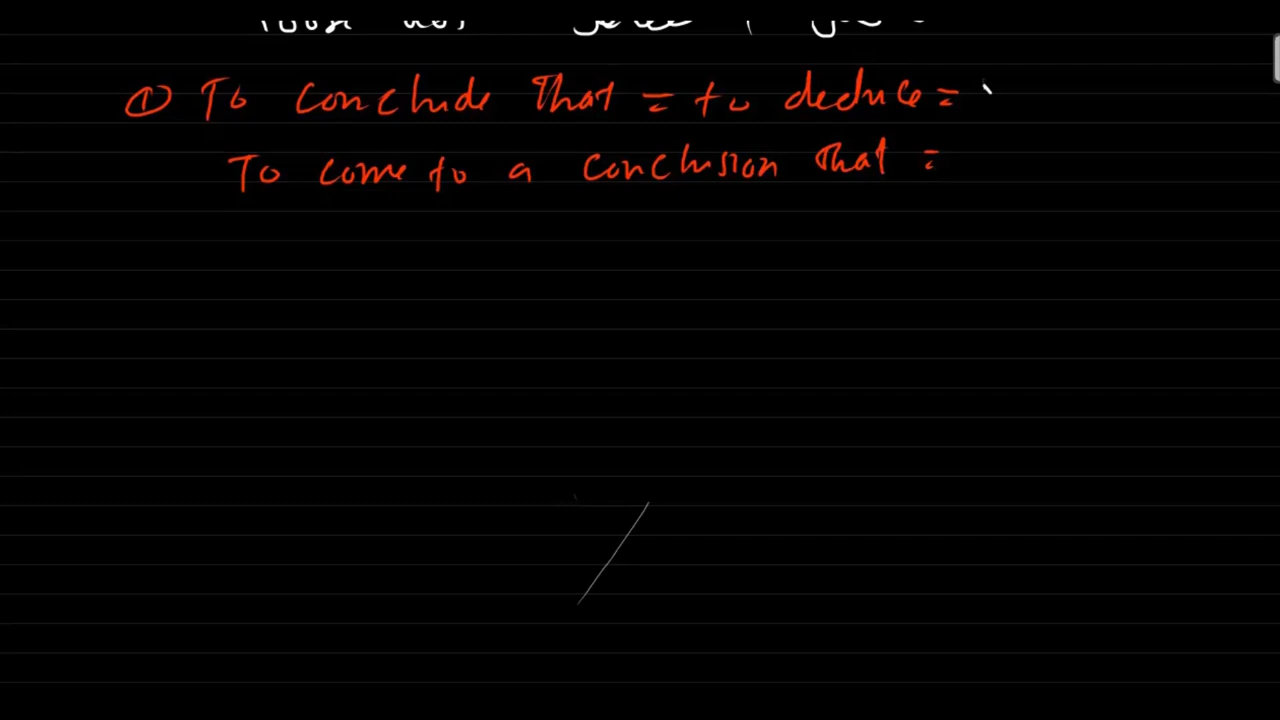 ① To conclude that = to deduce =
To come to a conclusion that =